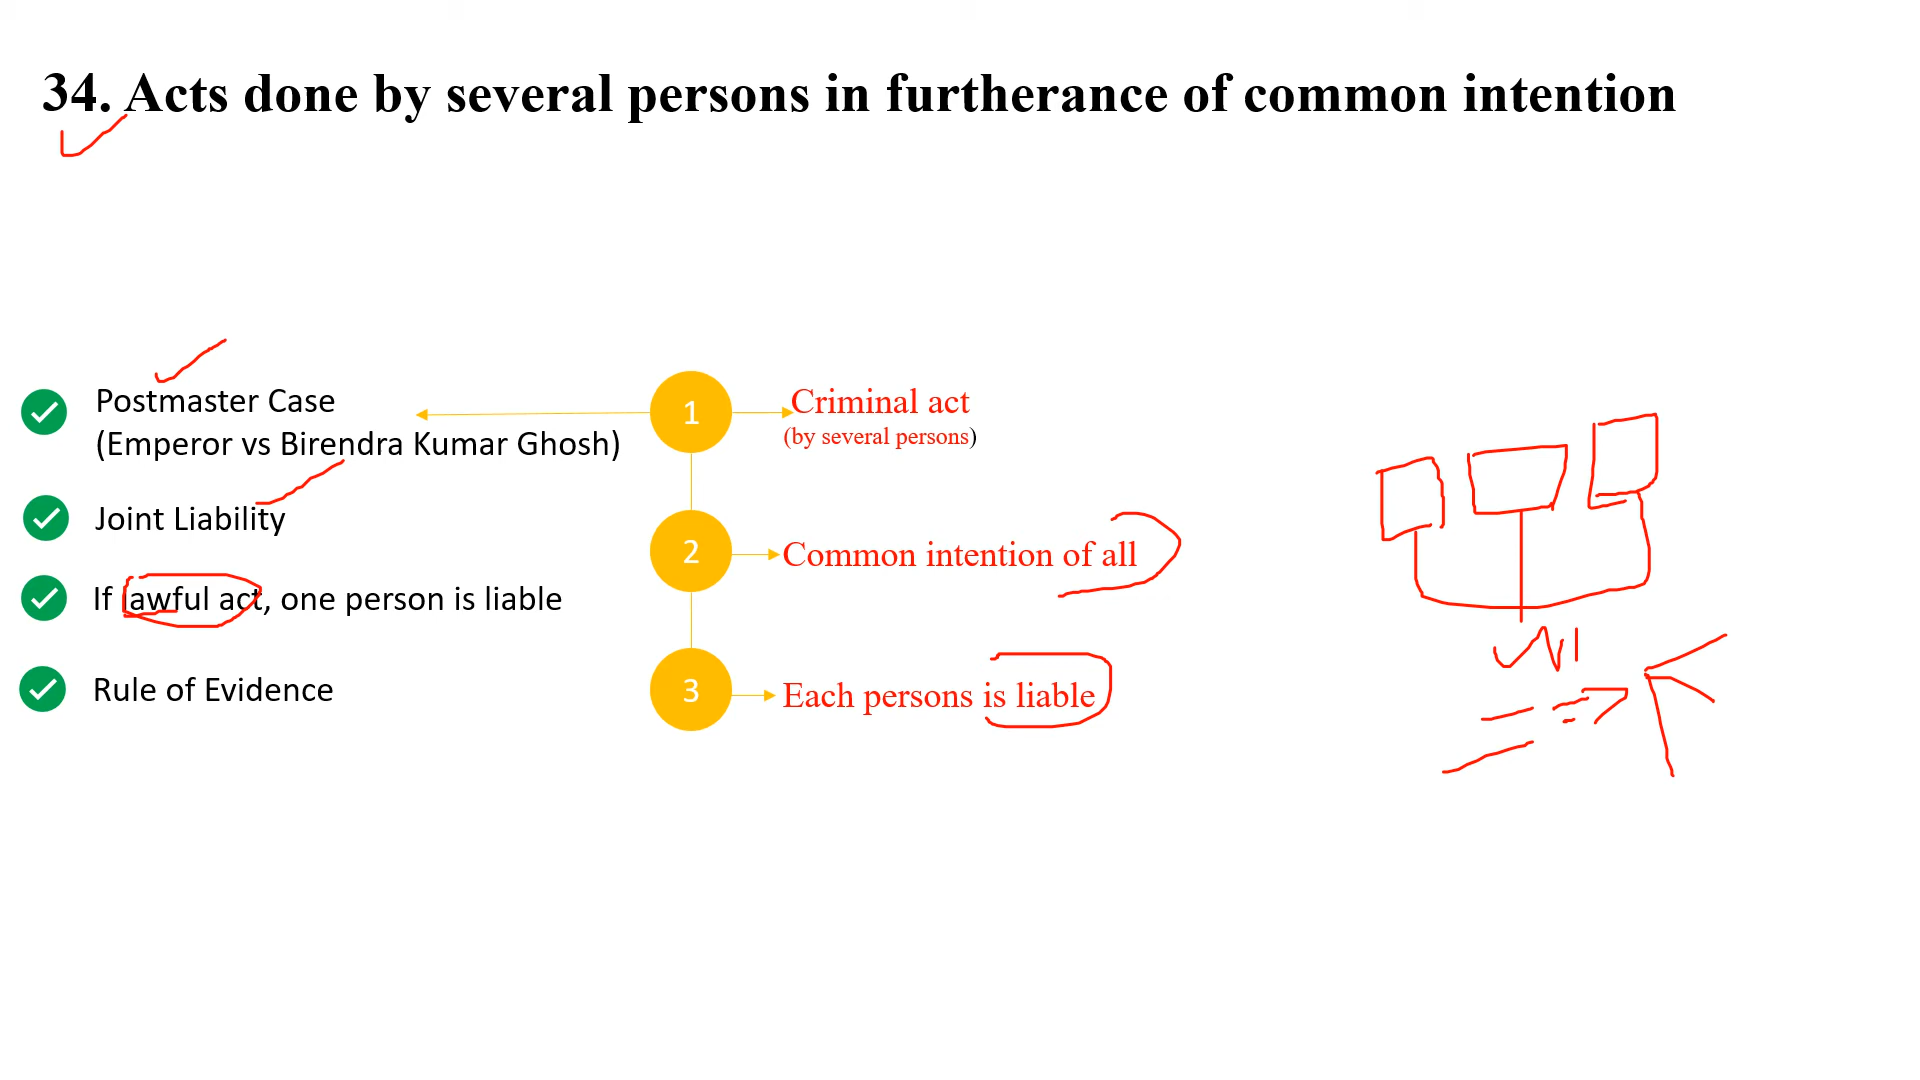 34. Acts done by several persons in furtherance of common intention
Postmaster Case
(Emperor vs Birendra Kumar Ghosh)
Joint Liability
If lawful act, one person is liable
Rule of Evidence
1
Criminal act
(by several persons)
2
Common intention of all
3
Each persons is liable